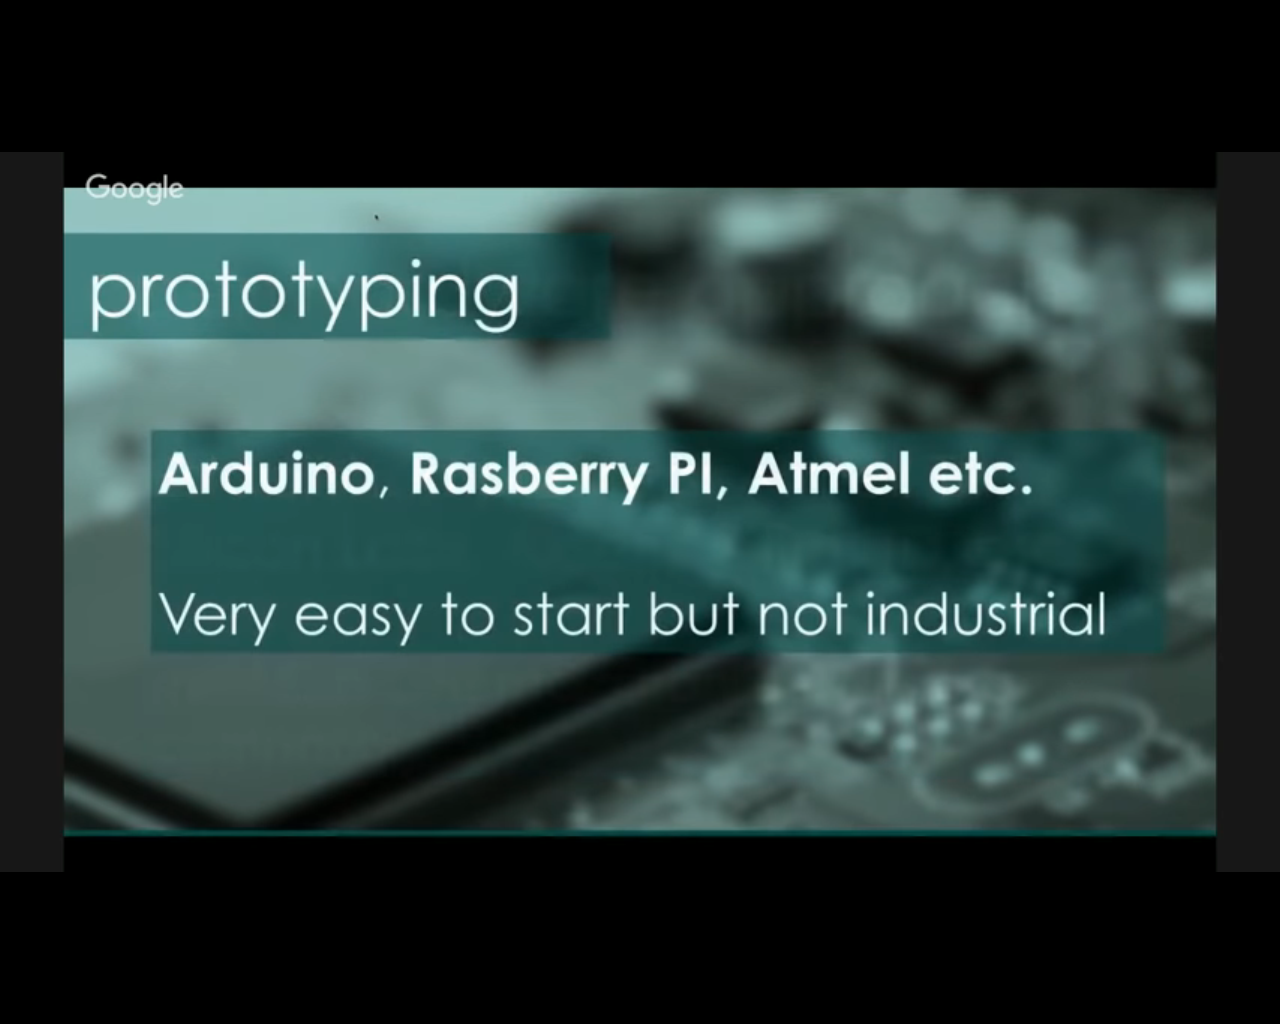 Google
prototyping
Arduino, Rasberry PI, Atmel etc.
Very easy to start but not industrial